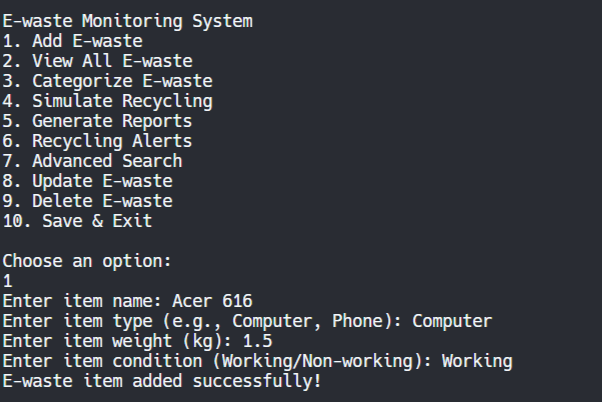 E-waste Monitoring System
1. Add E-waste
2. View All E-waste
3. Categorize E-waste
4. Simulate Recycling
5. Generate Reports
6. Recycling Alerts
7. Advanced Search
8. Update E-waste
9. Delete E-waste
10. Save & Exit
Choose an option:
1
Enter item name: Acer 616
Enter item type (e.g., Computer, Phone): Computer
Enter item weight (kg): 1.5
Enter item condition (Working/Non-working): Working
E-waste item added successfully!